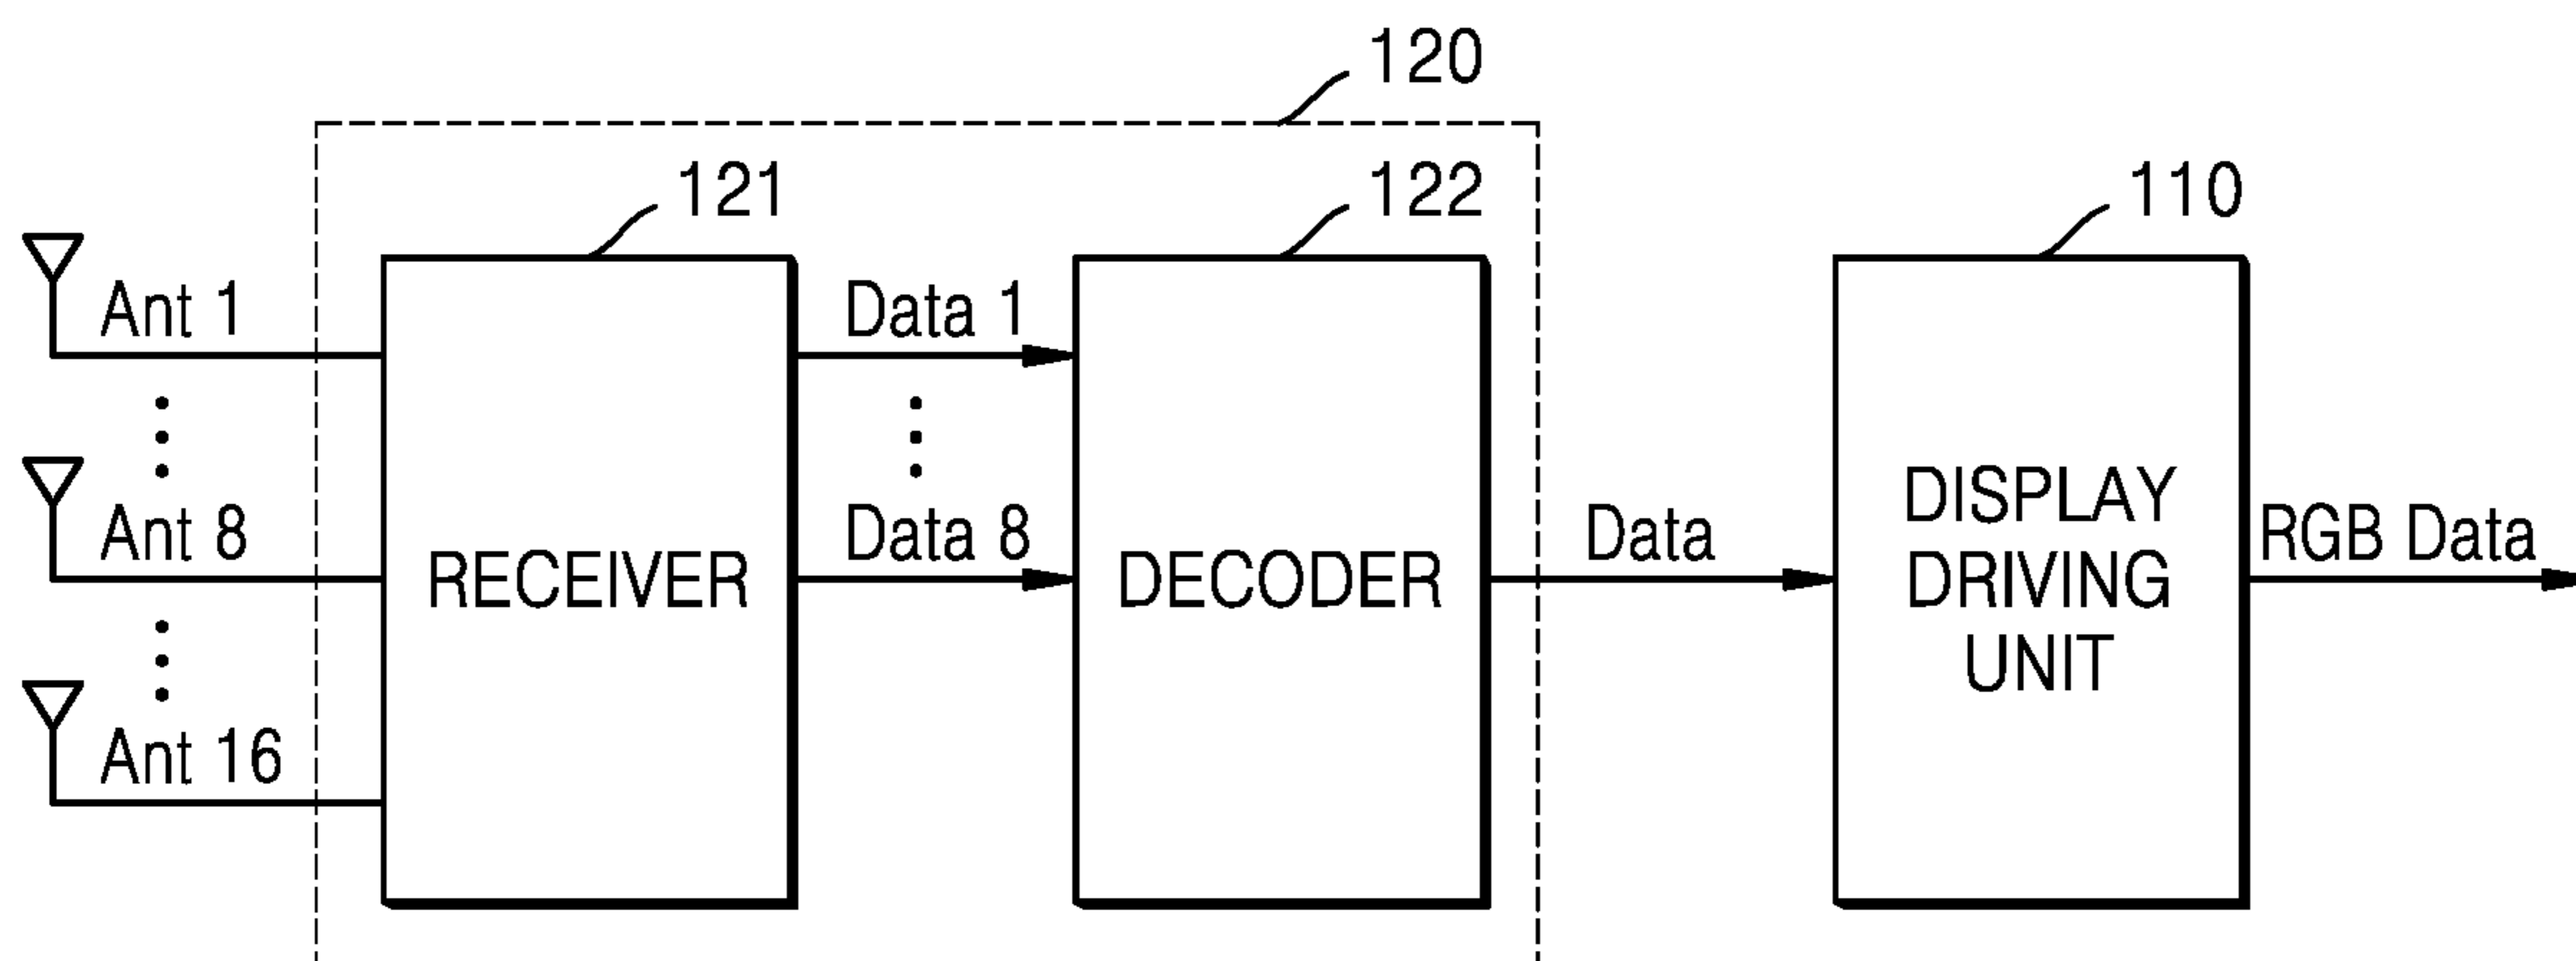 120
121
122
110
Ant 1
Data 1
Ant 8
Data 8
RECEIVER
DECODER
Data
DISPLAY
DRIVING
UNIT
RGB Data
Ant 16